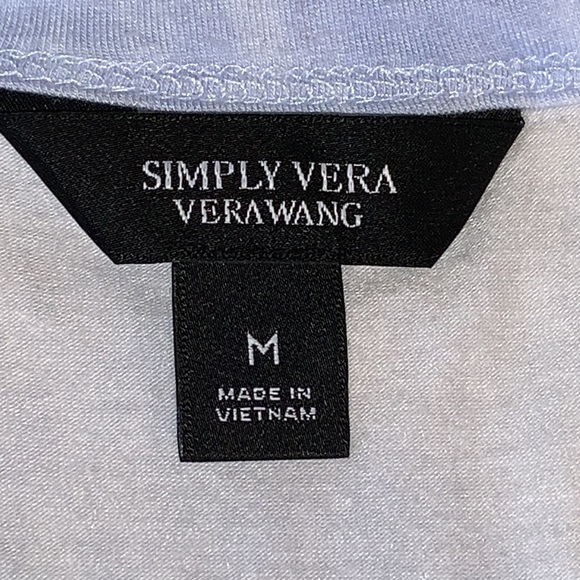 SIMPLY VERA
VERAWANG
M
MADE IN
VIETNAM